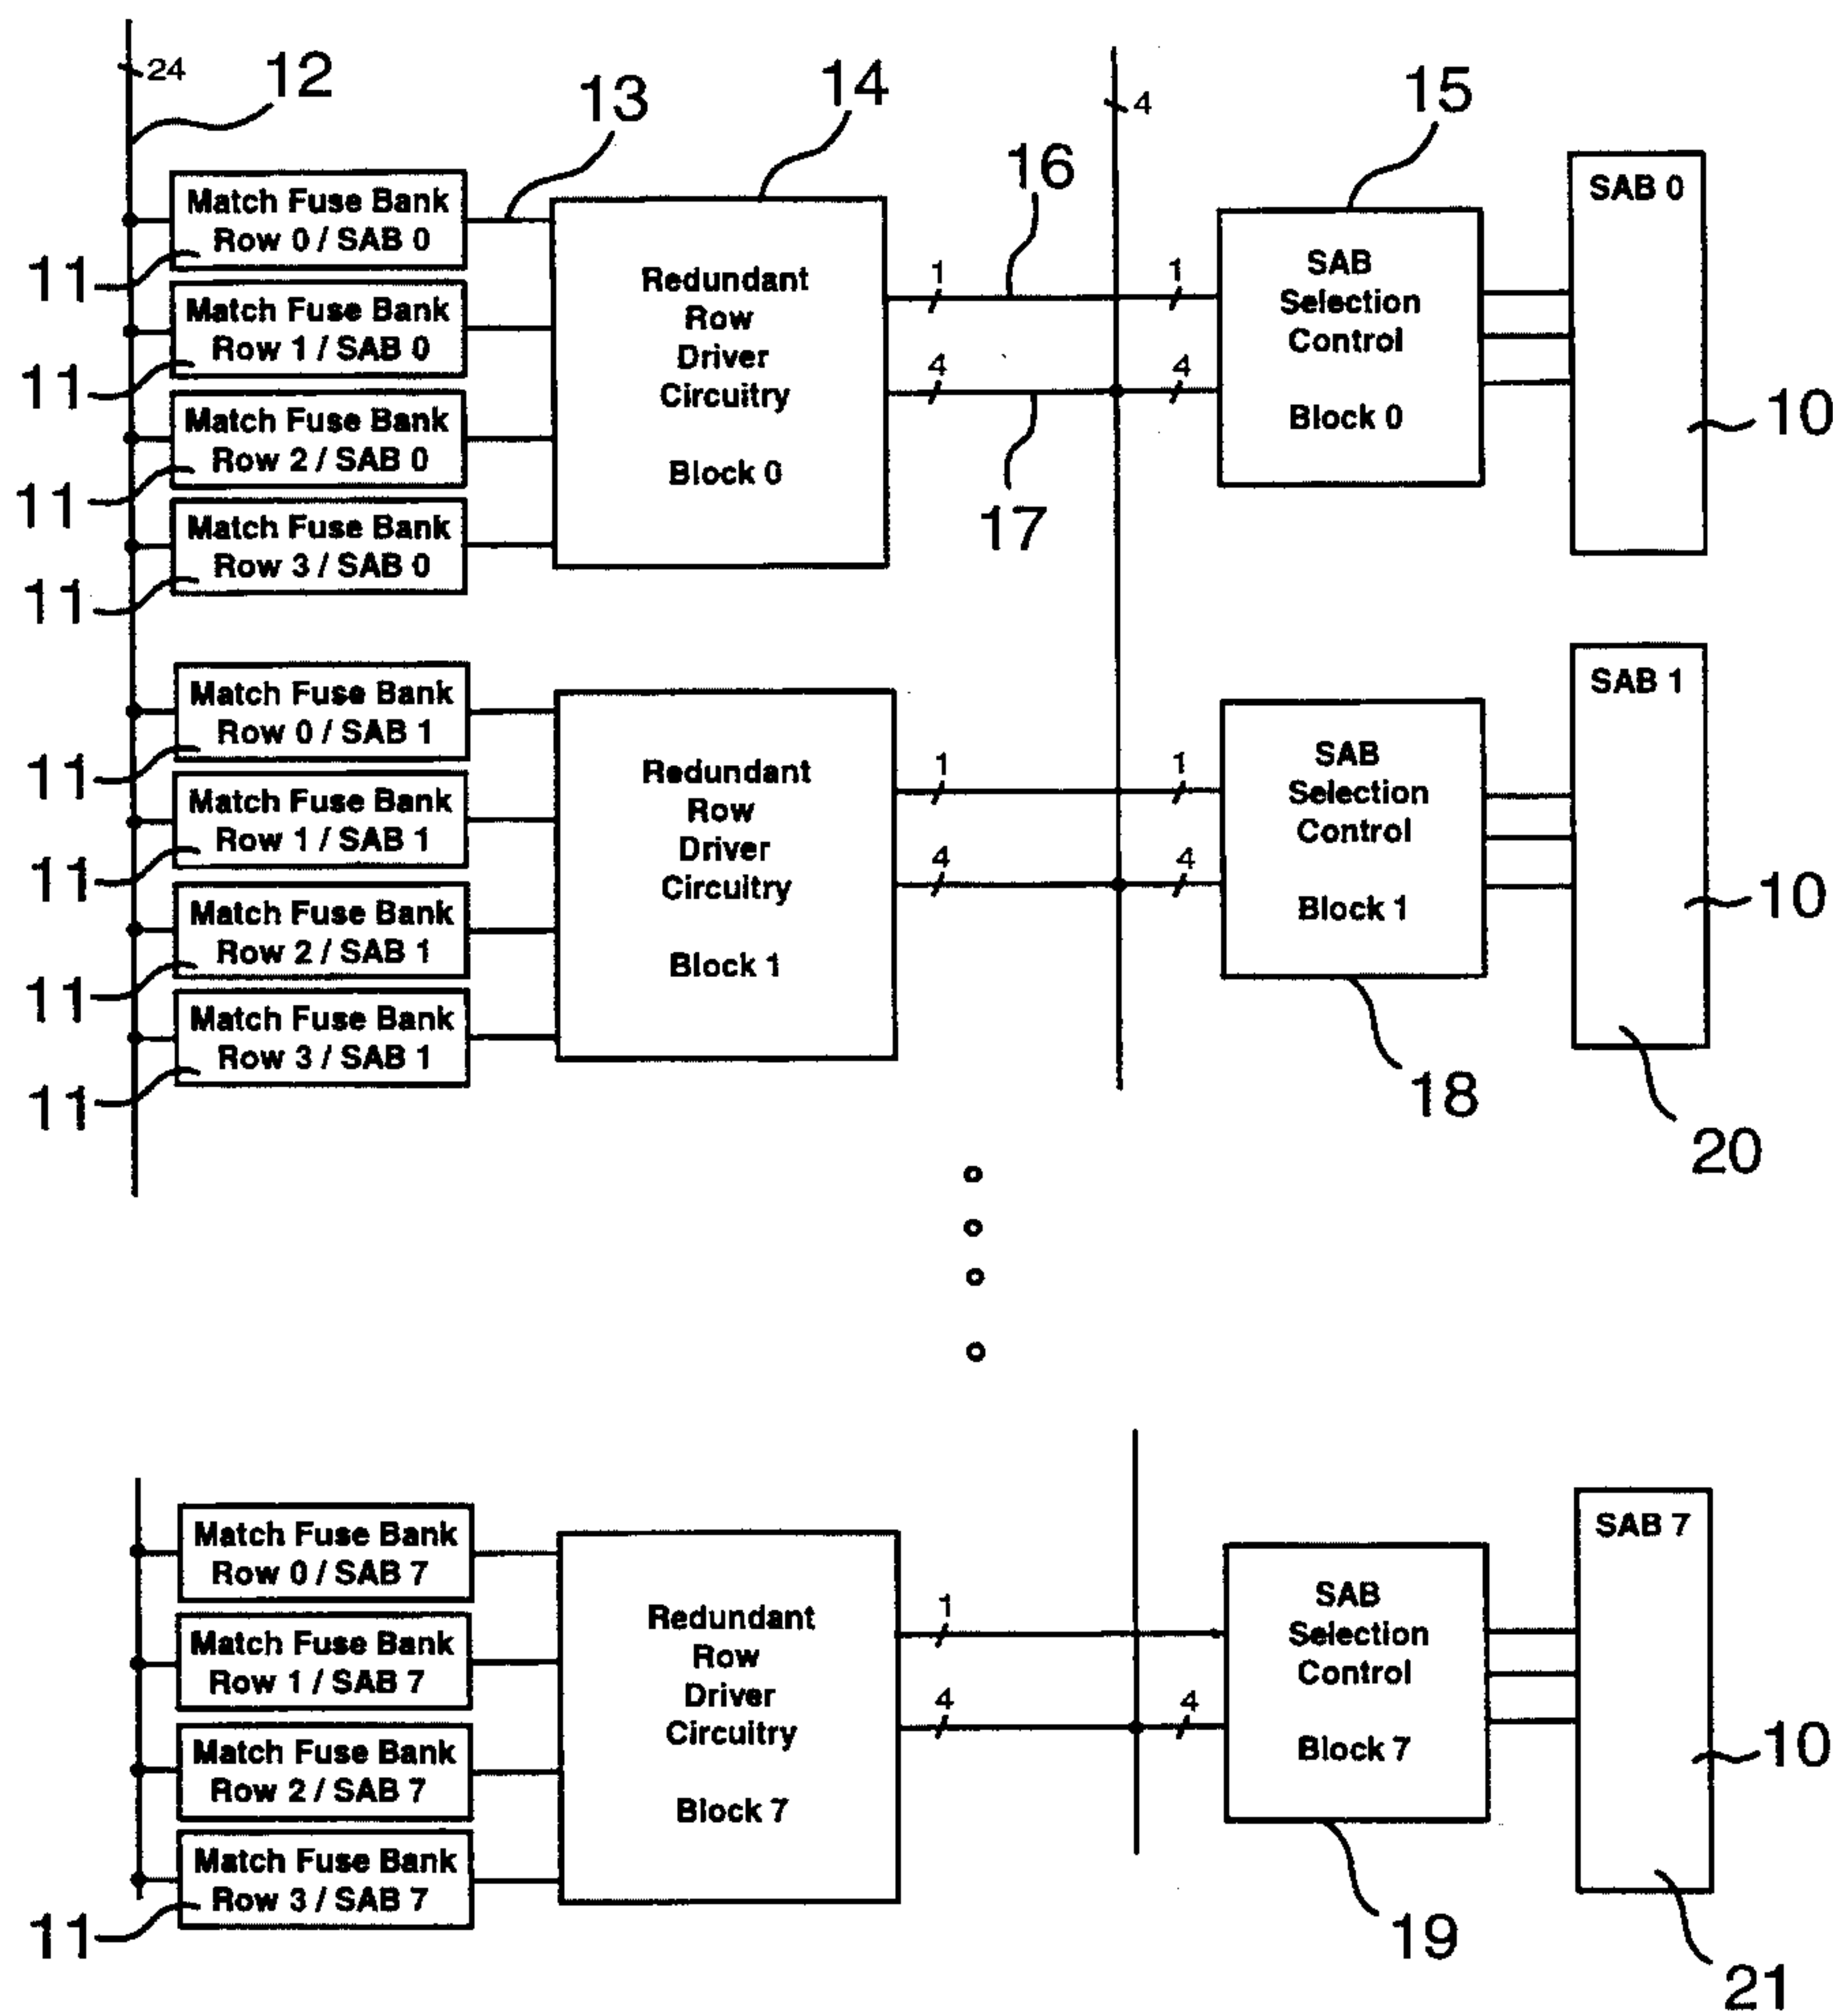 24
12
13
14
4
15
16
Match Fuse Bank
Row 0 / SAB 0
11
Match Fuse Bank
Row 1 / SAB 0
11
Match Fuse Bank
Row 2 / SAB 0
11
Match Fuse Bank
Row 3 / SAB 0
11
Redundant
Row
Driver
Circuitry
Block 0
1
1
4
4
17
SAB
Selection
Control
Block 0
SAB 0
10
Match Fuse Bank
Row 0 / SAB 1
11
Match Fuse Bank
Row 1 / SAB 1
11
Match Fuse Bank
Row 2 / SAB 1
11
Match Fuse Bank
Row 3 / SAB 1
11
Redundant
Row
Driver
Circuitry
Block 1
1
1
4
4
SAB
Selection
Control
Block 1
18
SAB 1
10
20
Match Fuse Bank
Row 0 / SAB 7
Match Fuse Bank
Row 1 / SAB 7
Match Fuse Bank
Row 2 / SAB 7
Match Fuse Bank
Row 3 / SAB 7
11
Redundant
Row
Driver
Circuitry
Block 7
1
4
4
SAB
Selection
Control
Block 7
19
SAB 7
10
21